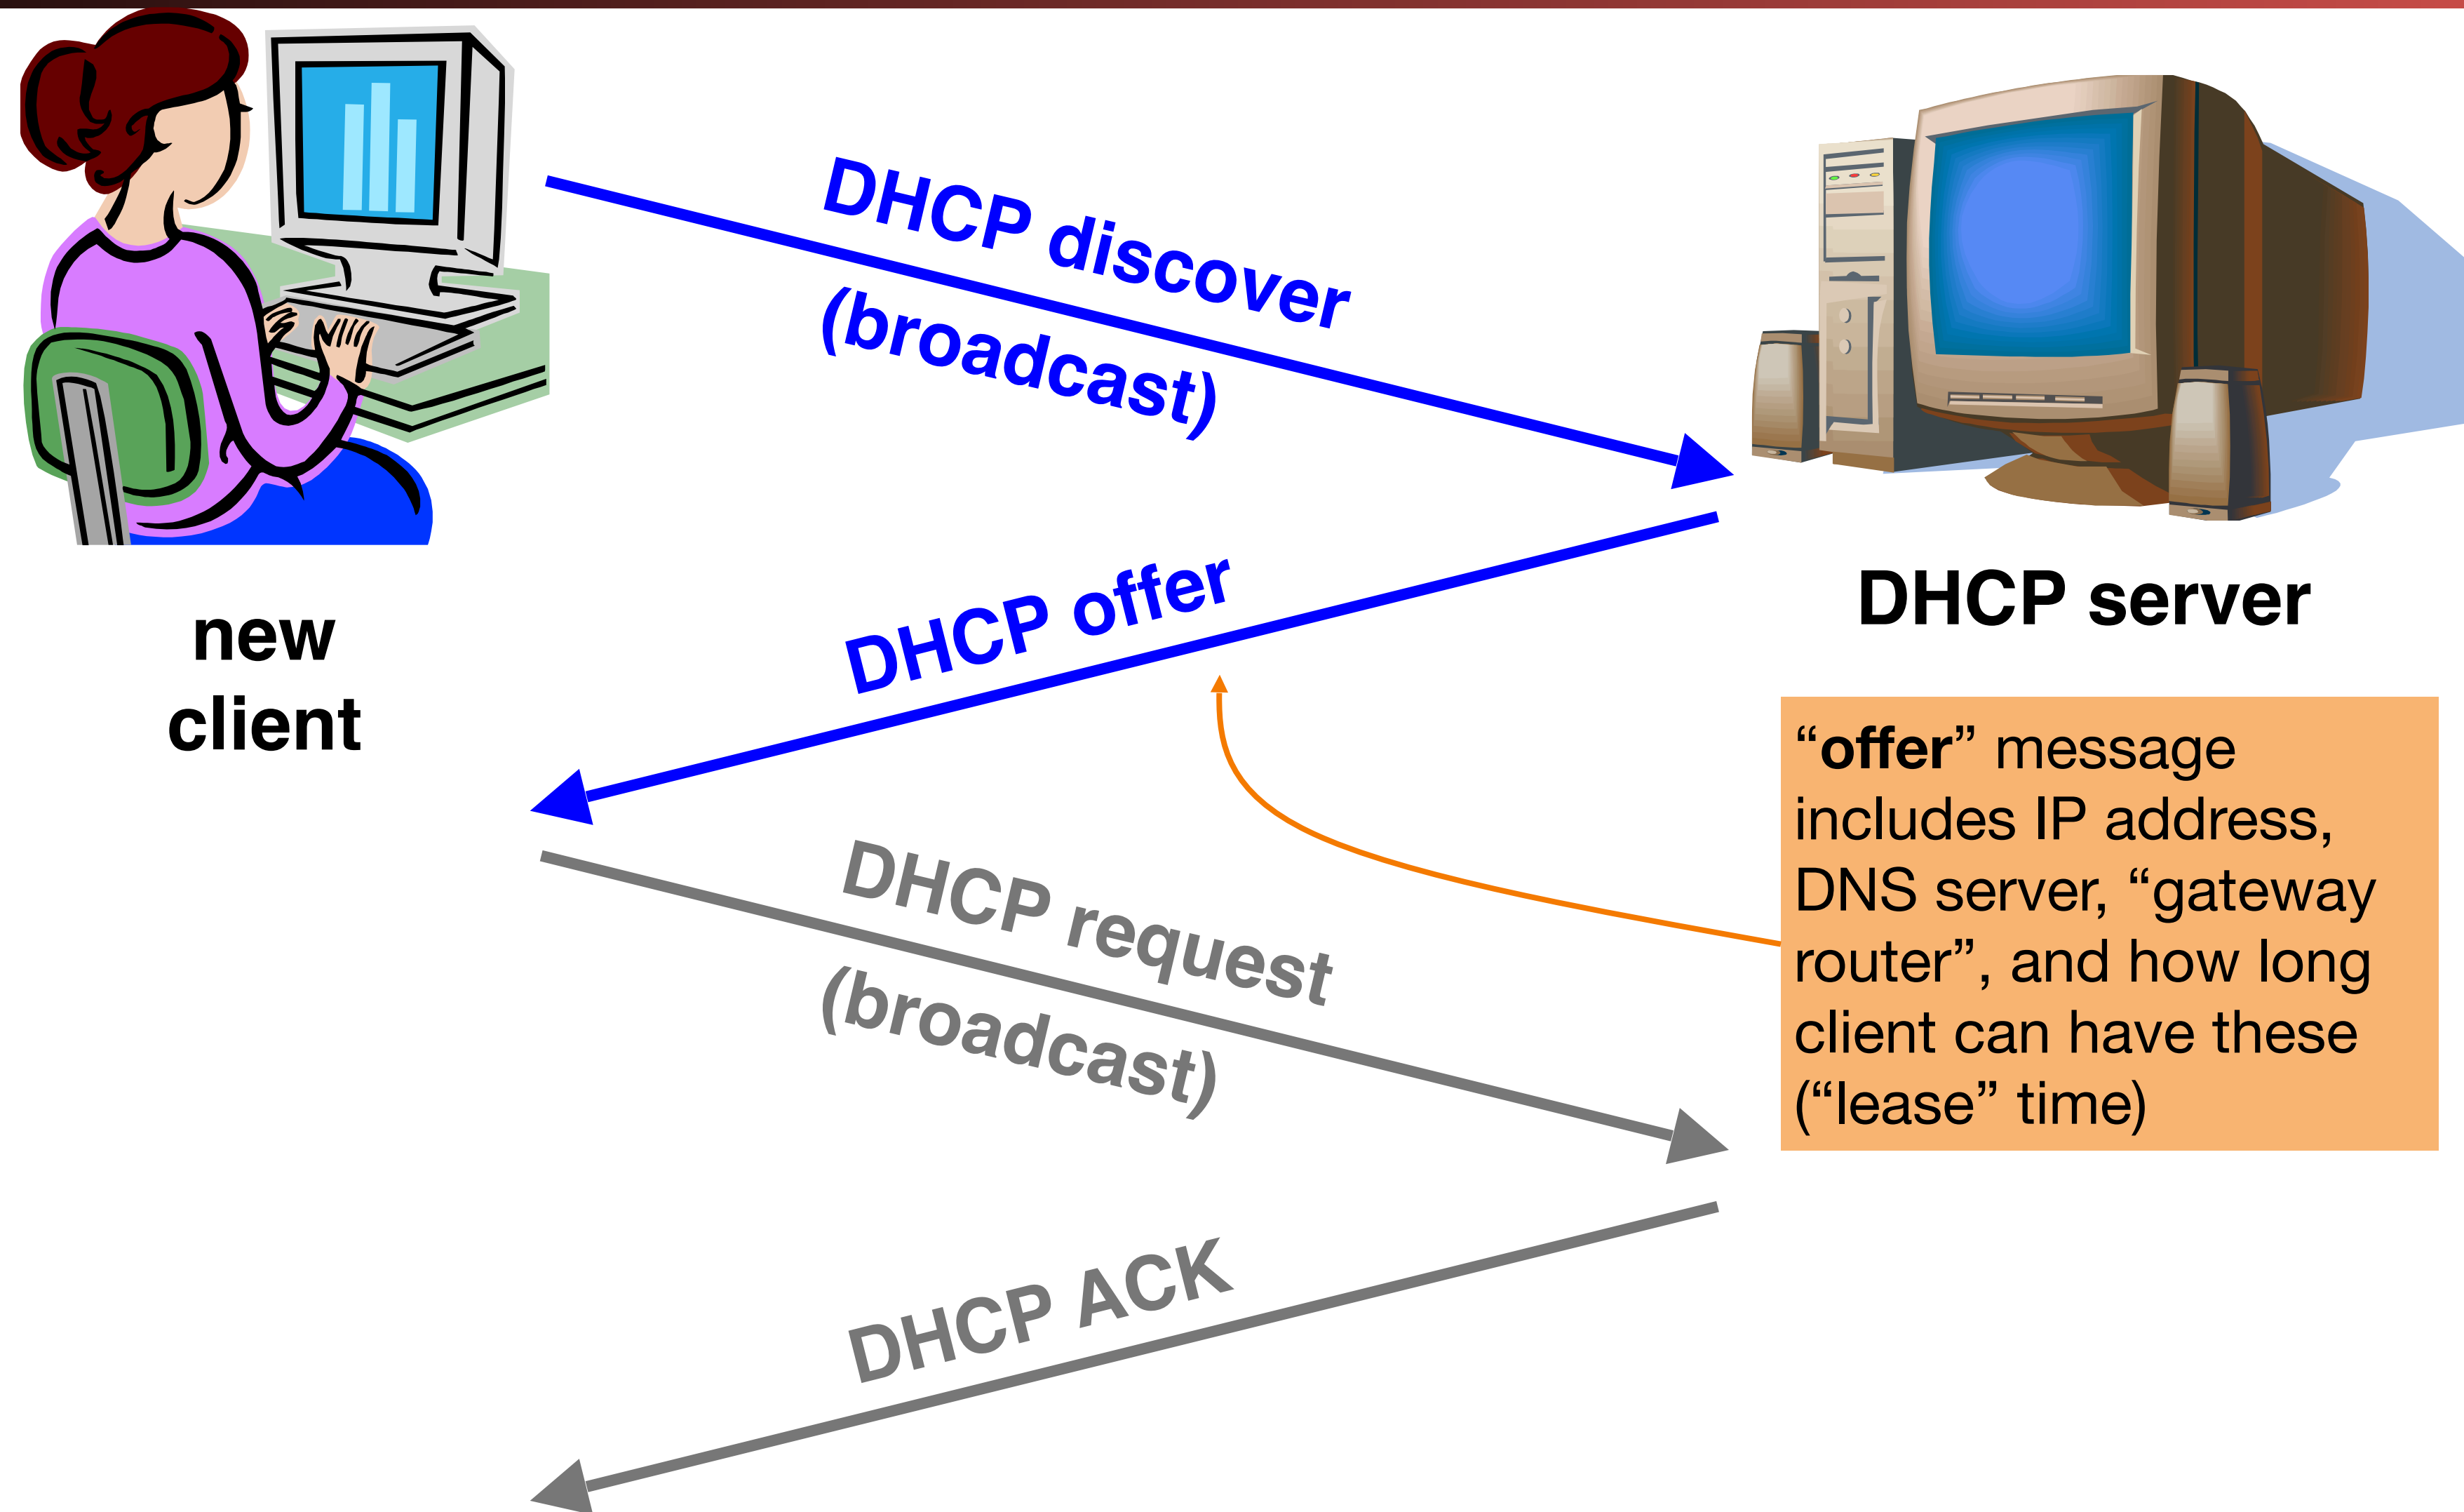 DHCP discover
(broadcast)
DHCP offer
new
client
DHCP server
“offer” message
includes IP address,
DNS server, “gateway
router”, and how long
client can have these
(“lease” time)
DHCP request
(broadcast)
DHCP ACK